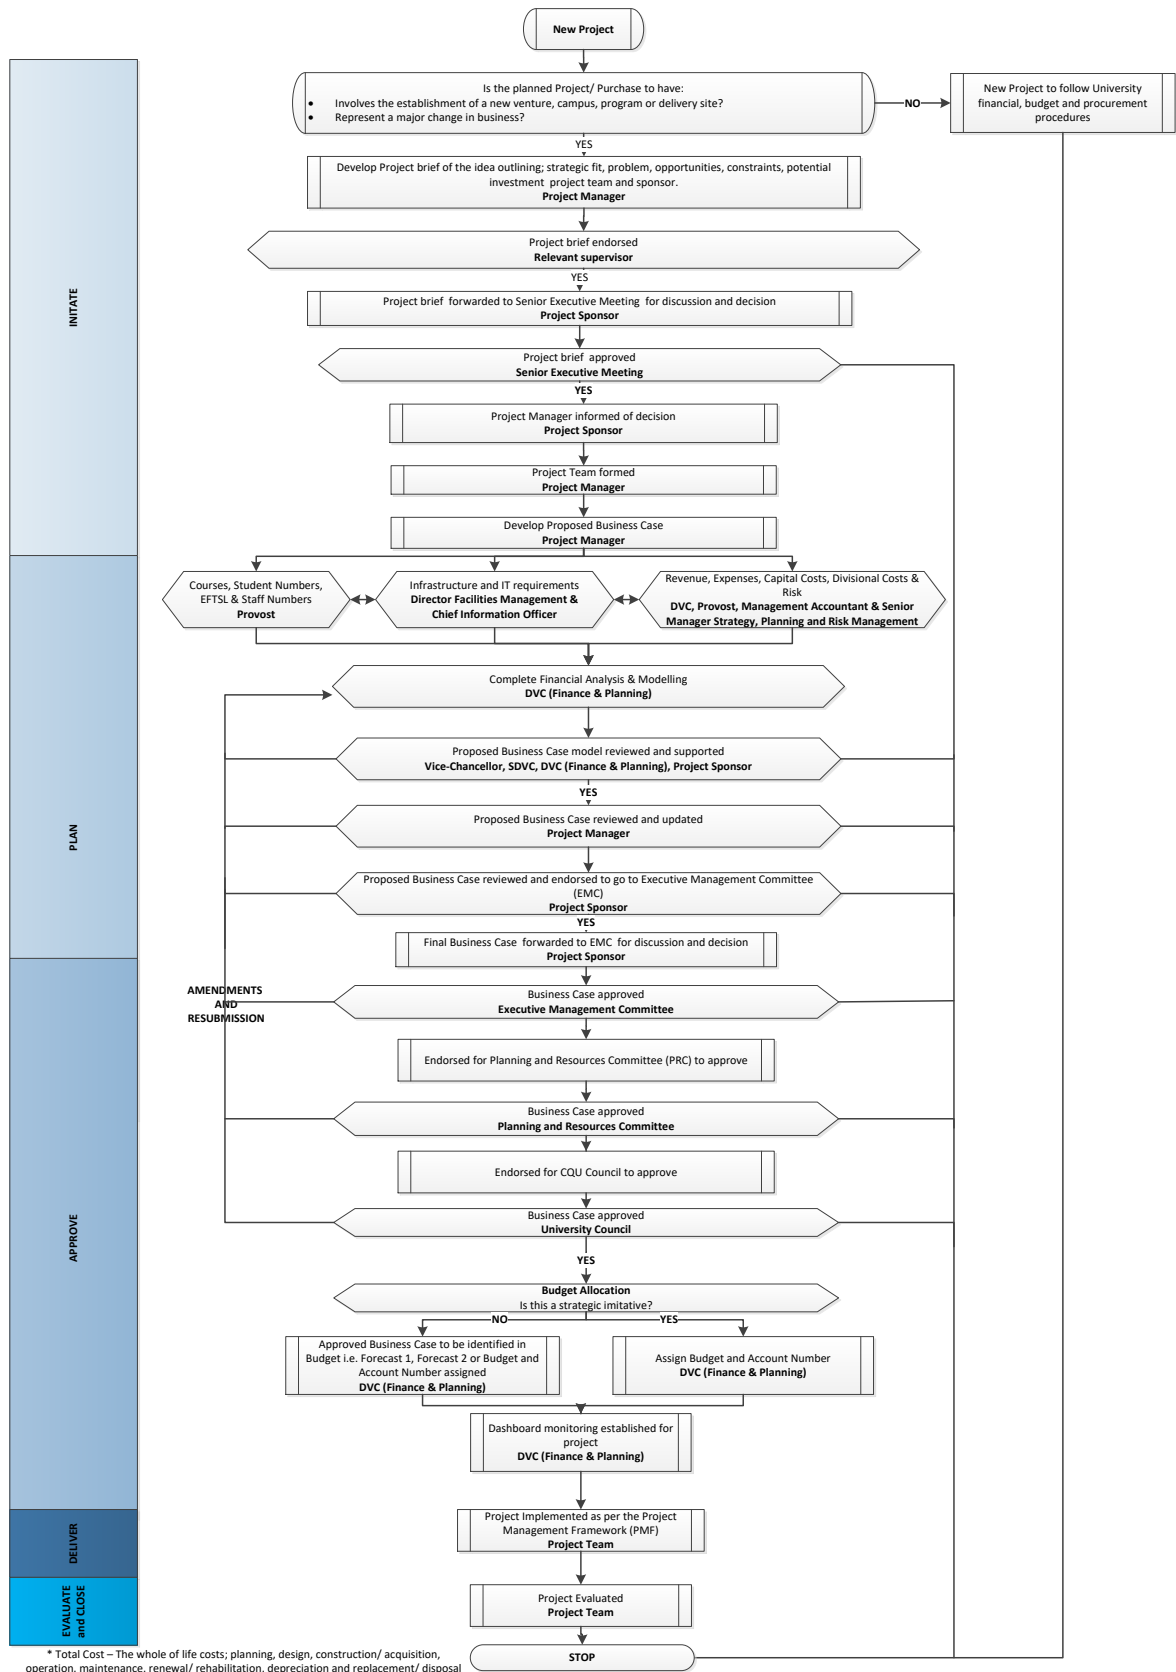 New Project
Is the planned Project/ Purchase to have:
• Involves the establishment of a new venture, campus, program or delivery site?
• Represent a major change in business?
NO
New Project to follow University
financial, budget and procurement
procedures
YES
Develop Project brief of the idea outlining; strategic fit, problem, opportunities, constraints, potential
investment project team and sponsor.
Project Manager
Project brief endorsed
Relevant supervisor
YES
Project brief forwarded to Senior Executive Meeting for discussion and decision
Project Sponsor
INITATE
Project brief approved
Senior Executive Meeting
YES
Project Manager informed of decision
Project Sponsor
Project Team formed
Project Manager
Develop Proposed Business Case
Project Manager
Courses, Student Numbers,
EFTSL & Staff Numbers
Provost
Infrastructure and IT requirements
Director Facilities Management &
Chief Information Officer
Revenue, Expenses, Capital Costs, Divisional Costs &
Risk
DVC, Provost, Management Accountant & Senior
Manager Strategy, Planning and Risk Management
Complete Financial Analysis & Modelling
DVC (Finance & Planning)
Proposed Business Case model reviewed and supported
Vice-Chancellor, SDVC, DVC (Finance & Planning), Project Sponsor
YES
PLAN
Proposed Business Case reviewed and updated
Project Manager
Proposed Business Case reviewed and endorsed to go to Executive Management Committee
(EMC)
Project Sponsor
YES
Final Business Case forwarded to EMC for discussion and decision
Project Sponsor
AMENDMENTS
AND
RESUBMISSION
Business Case approved
Executive Management Committee
Endorsed for Planning and Resources Committee (PRC) to approve
Business Case approved
Planning and Resources Committee
Endorsed for CQU Council to approve
Business Case approved
University Council
APPROVE
YES
Budget Allocation
Is this a strategic imitative?
NO
YES
Approved Business Case to be identified in
Budget i.e. Forecast 1, Forecast 2 or Budget and
Account Number assigned
DVC (Finance & Planning)
Assign Budget and Account Number
DVC (Finance & Planning)
Dashboard monitoring established for
project
DVC (Finance & Planning)
DELIVER
Project Implemented as per the Project
Management Framework (PMF)
Project Team
EVALUATE
and CLOSE
Project Evaluated
Project Team
STOP
* Total Cost – The whole of life costs; planning, design, construction/ acquisition,
operation, maintenance, renewal/ rehabilitation, depreciation and replacement/ disposal